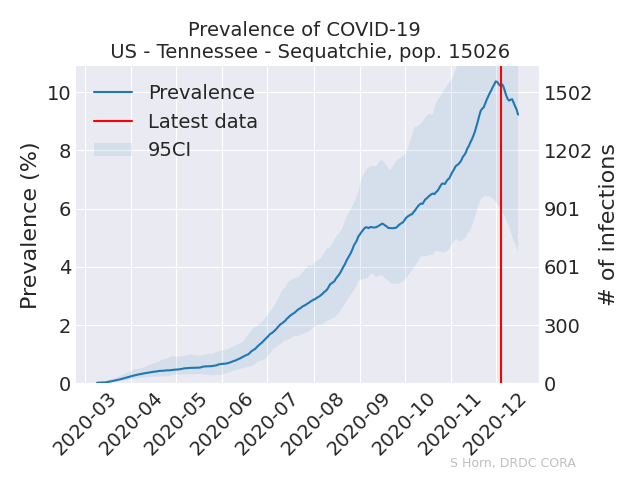 Prevalence of COVID-19
US - Tennessee - Sequatchie, pop. 15026
Prevalence
Latest data
95CI
Prevalence (%)
10
8
6
4
2
0
1502
1202
901
601
300
0
# of infections
2020-03
2020-04
2020-05
2020-06
2020-07
2020-08
2020-09
2020-10
2020-11
2020-12
S Horn, DRDC CORA